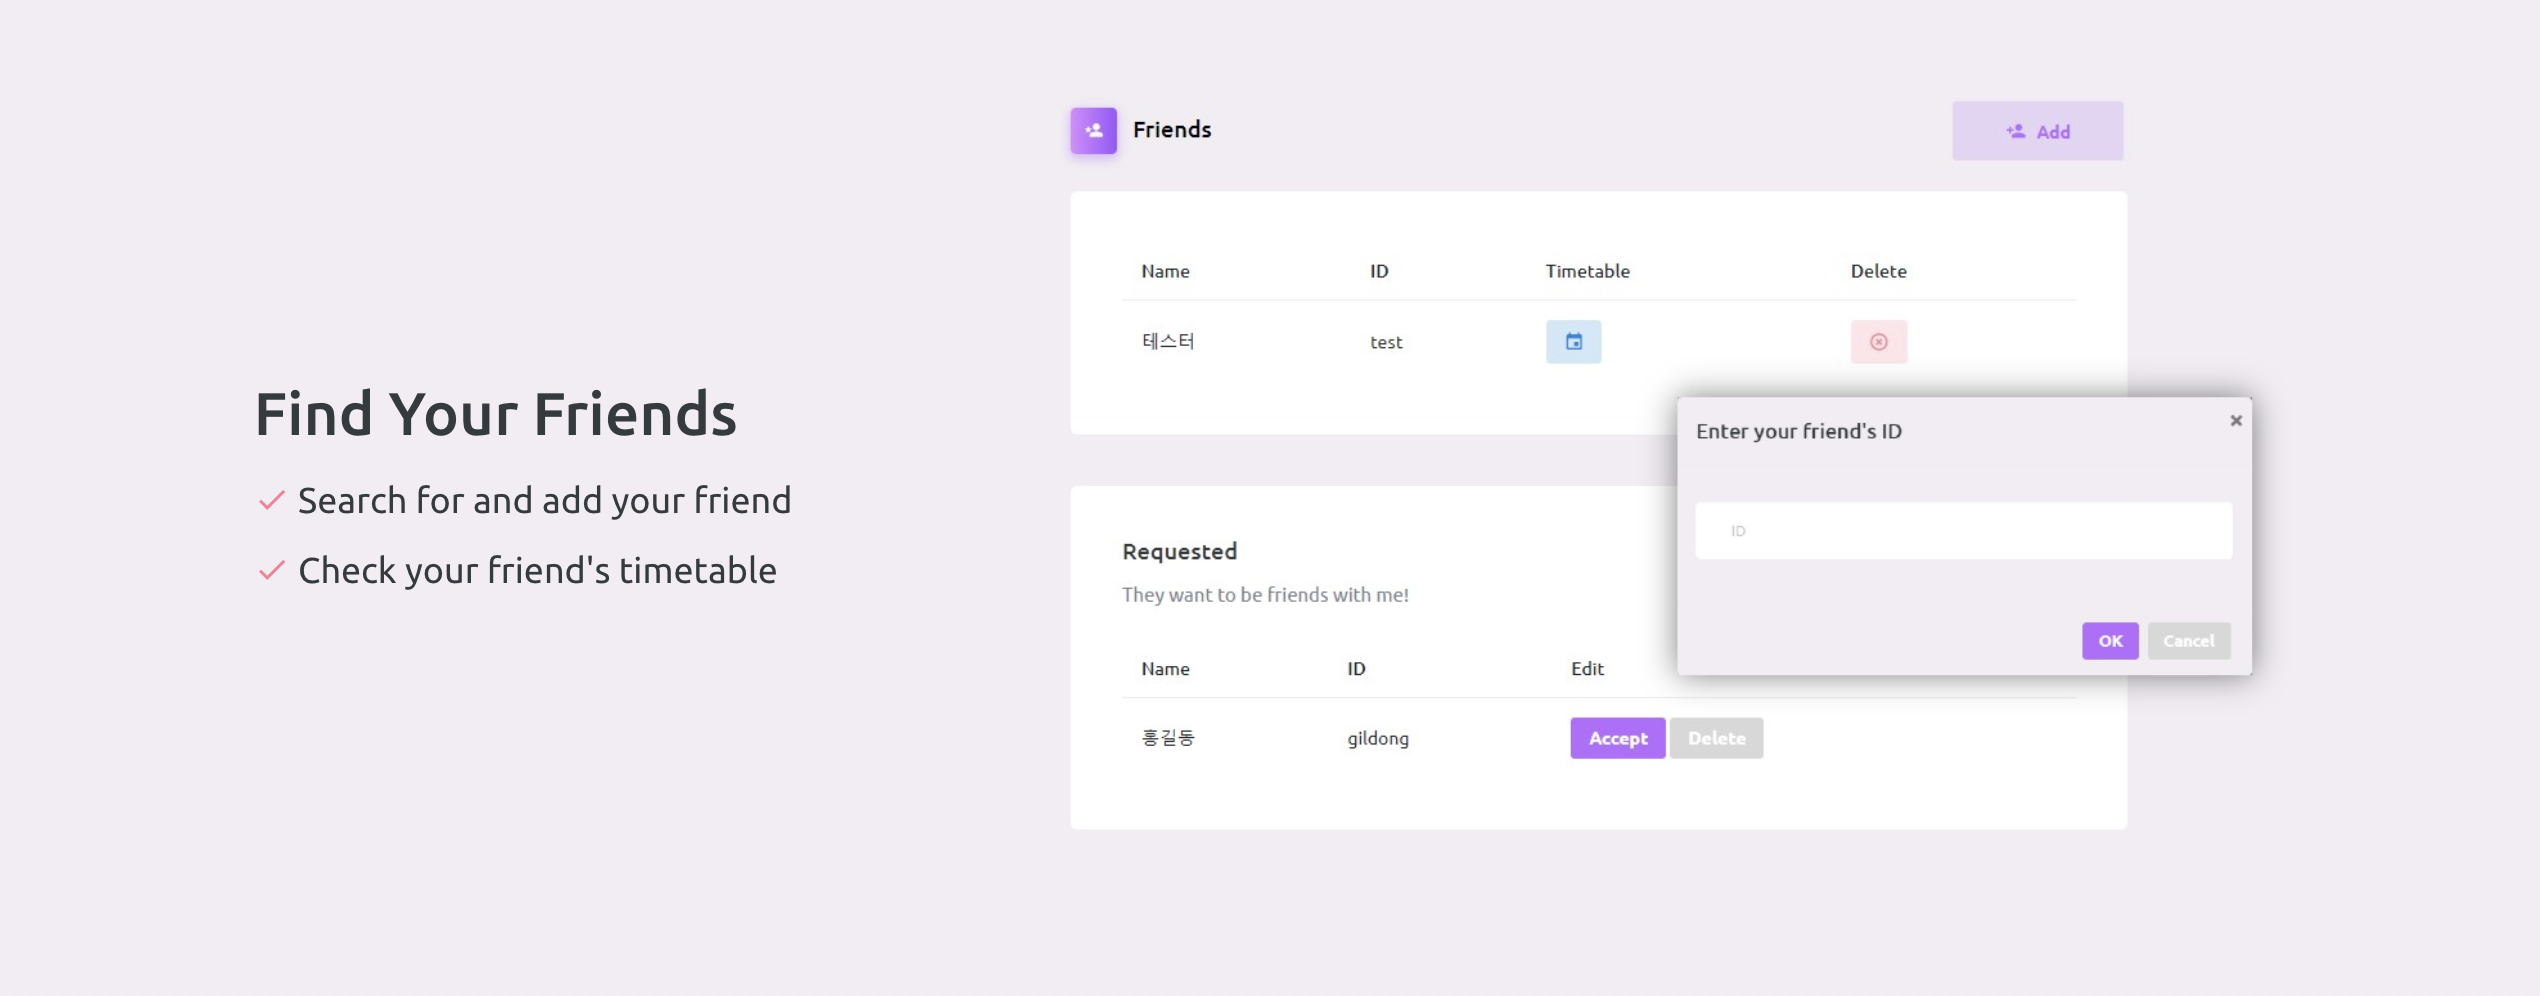 Find Your Friends
Search for and add your friend
Check your friend's timetable
Friends
Add
Name ID Timetable Delete
테스터 test
Enter your friend's ID
ID
OK Cancel
Requested
They want to be friends with me!
Name ID Edit
홍길동 gildong Accept Delete